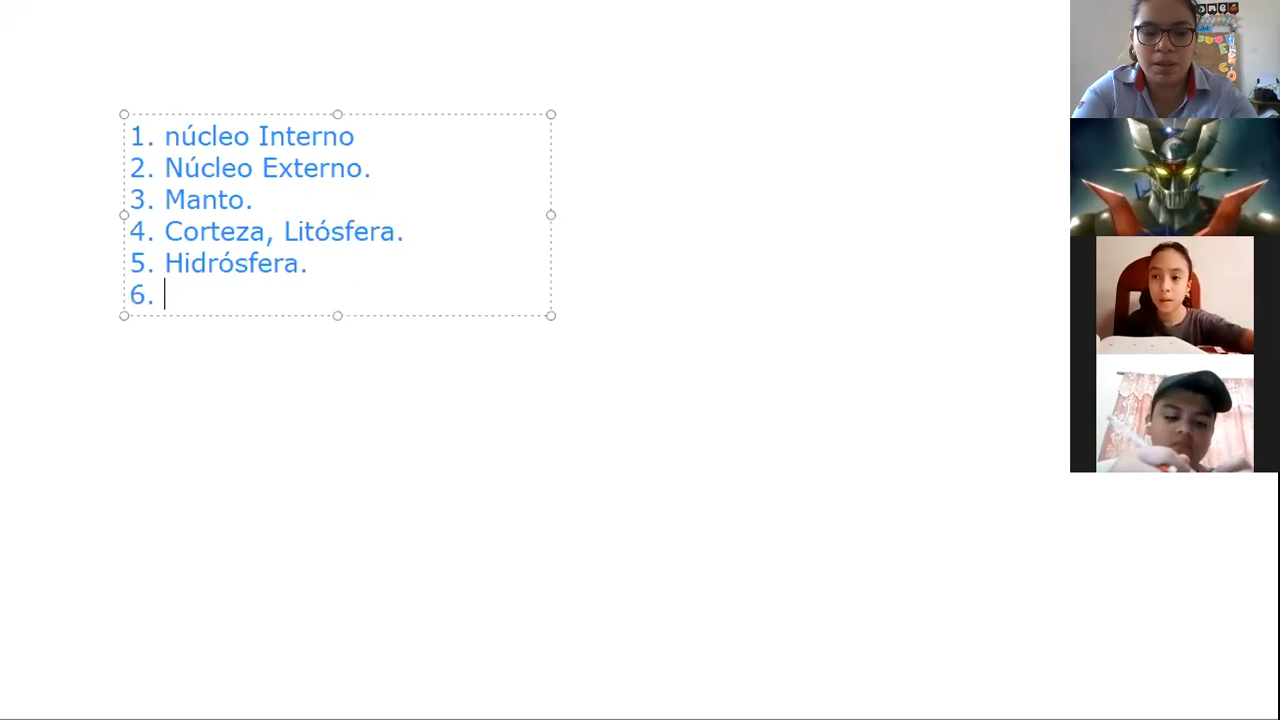 1. núcleo Interno
2. Núcleo Externo.
3. Manto.
4. Corteza, Litósfera.
5. Hidrósfera.
6.